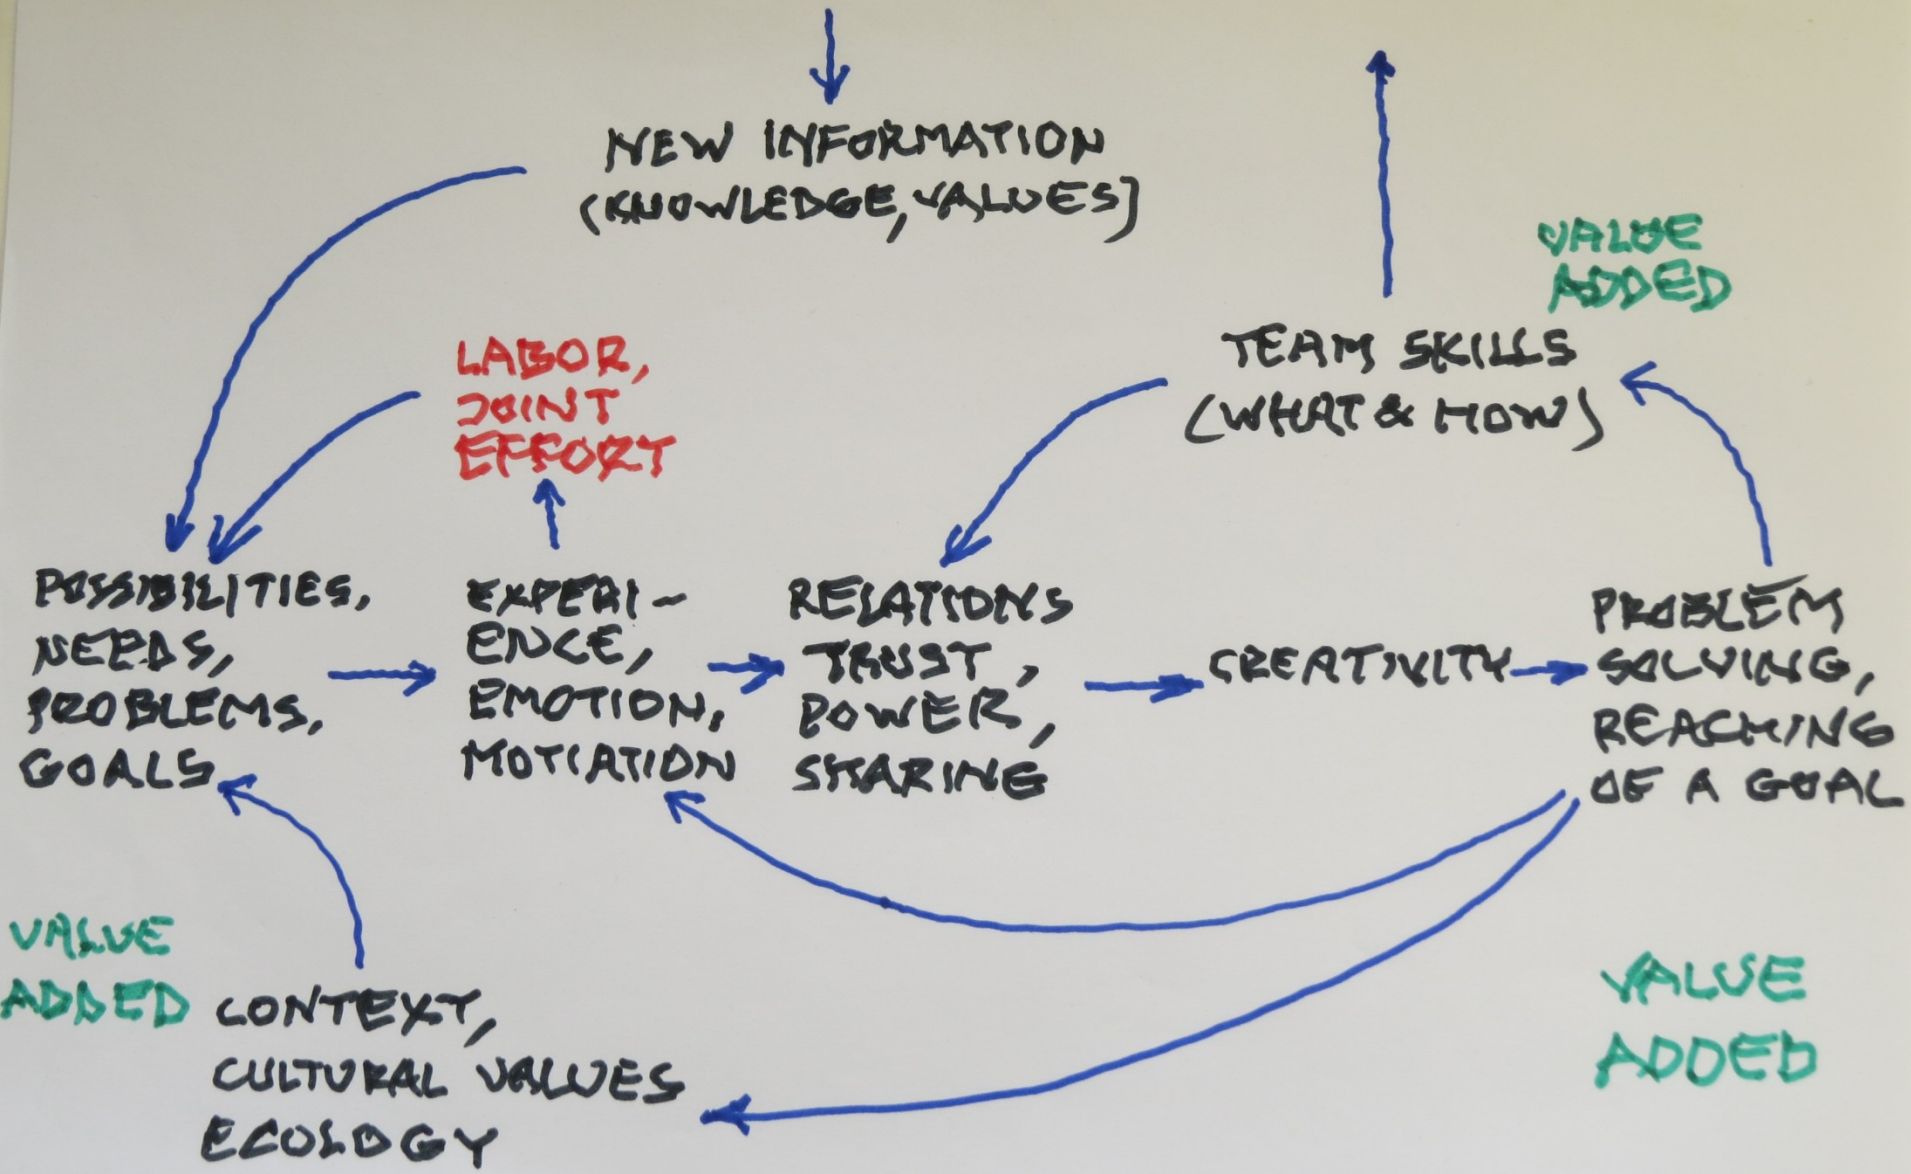 NEW INFORMATION
(KNOWLEDGE, VALUES)
VALUE
ADDED
LABOR,
JOINT
EFFORT
TEAM SKILLS
(WHAT & HOW)
POSSIBILITIES,
NEEDS,
PROBLEMS,
GOALS
EXPERI-
ENCE,
EMOTION,
MOTIATION
RELATIONS
TRUST,
POWER,
SHARING
CREATIVITY
PROBLEM
SOLVING,
REACHING
OF A GOAL
VALUE
ADDED
CONTEXT,
CULTURAL VALUES
ECOLOGY
VALUE
ADDED